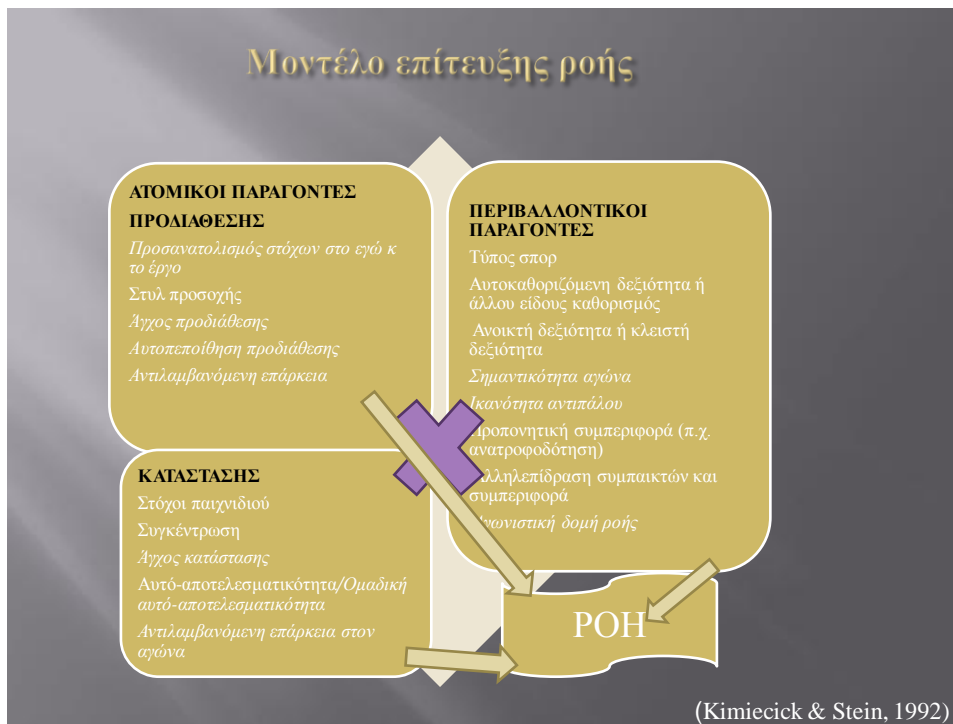 Μοντέλο επίτευξης ροής
ΑΤΟΜΙΚΟΙ ΠΑΡΑΓΟΝΤΕΣ
ΠΡΟΔΙΑΘΕΣΗΣ
Προσανατολισμός στόχων στο εγώ κ
το έργο
Στυλ προσοχής
Άγχος προδιάθεσης
Αυτοπεποίθηση προδιάθεσης
Αντιλαμβανόμενη επάρκεια
ΚΑΤΑΣΤΑΣΗΣ
Στόχοι παιχνιδιού
Συγκέντρωση
Άγχος κατάστασης
Αυτό-αποτελεσματικότητα/Ομαδική
αυτό-αποτελεσματικότητα
Αντιλαμβανόμενη επάρκεια στον
αγώνα
ΠΕΡΙΒΑΛΛΟΝΤΙΚΟΙ
ΠΑΡΑΓΟΝΤΕΣ
Τύπος σπορ
Αυτοκαθοριζόμενη δεξιότητα ή
άλλου είδους καθορισμός
Ανοικτή δεξιότητα ή κλειστή
δεξιότητα
Σημαντικότητα αγώνα
Ικανότητα αντιπάλου
Προπονητική συμπεριφορά (π.χ.
ανατροφοδότηση)
Αλληλεπίδραση συμπαικτών και
συμπεριφορά
Αγωνιστική δομή ροής
ΡΟΗ
(Kimiecick & Stein, 1992)